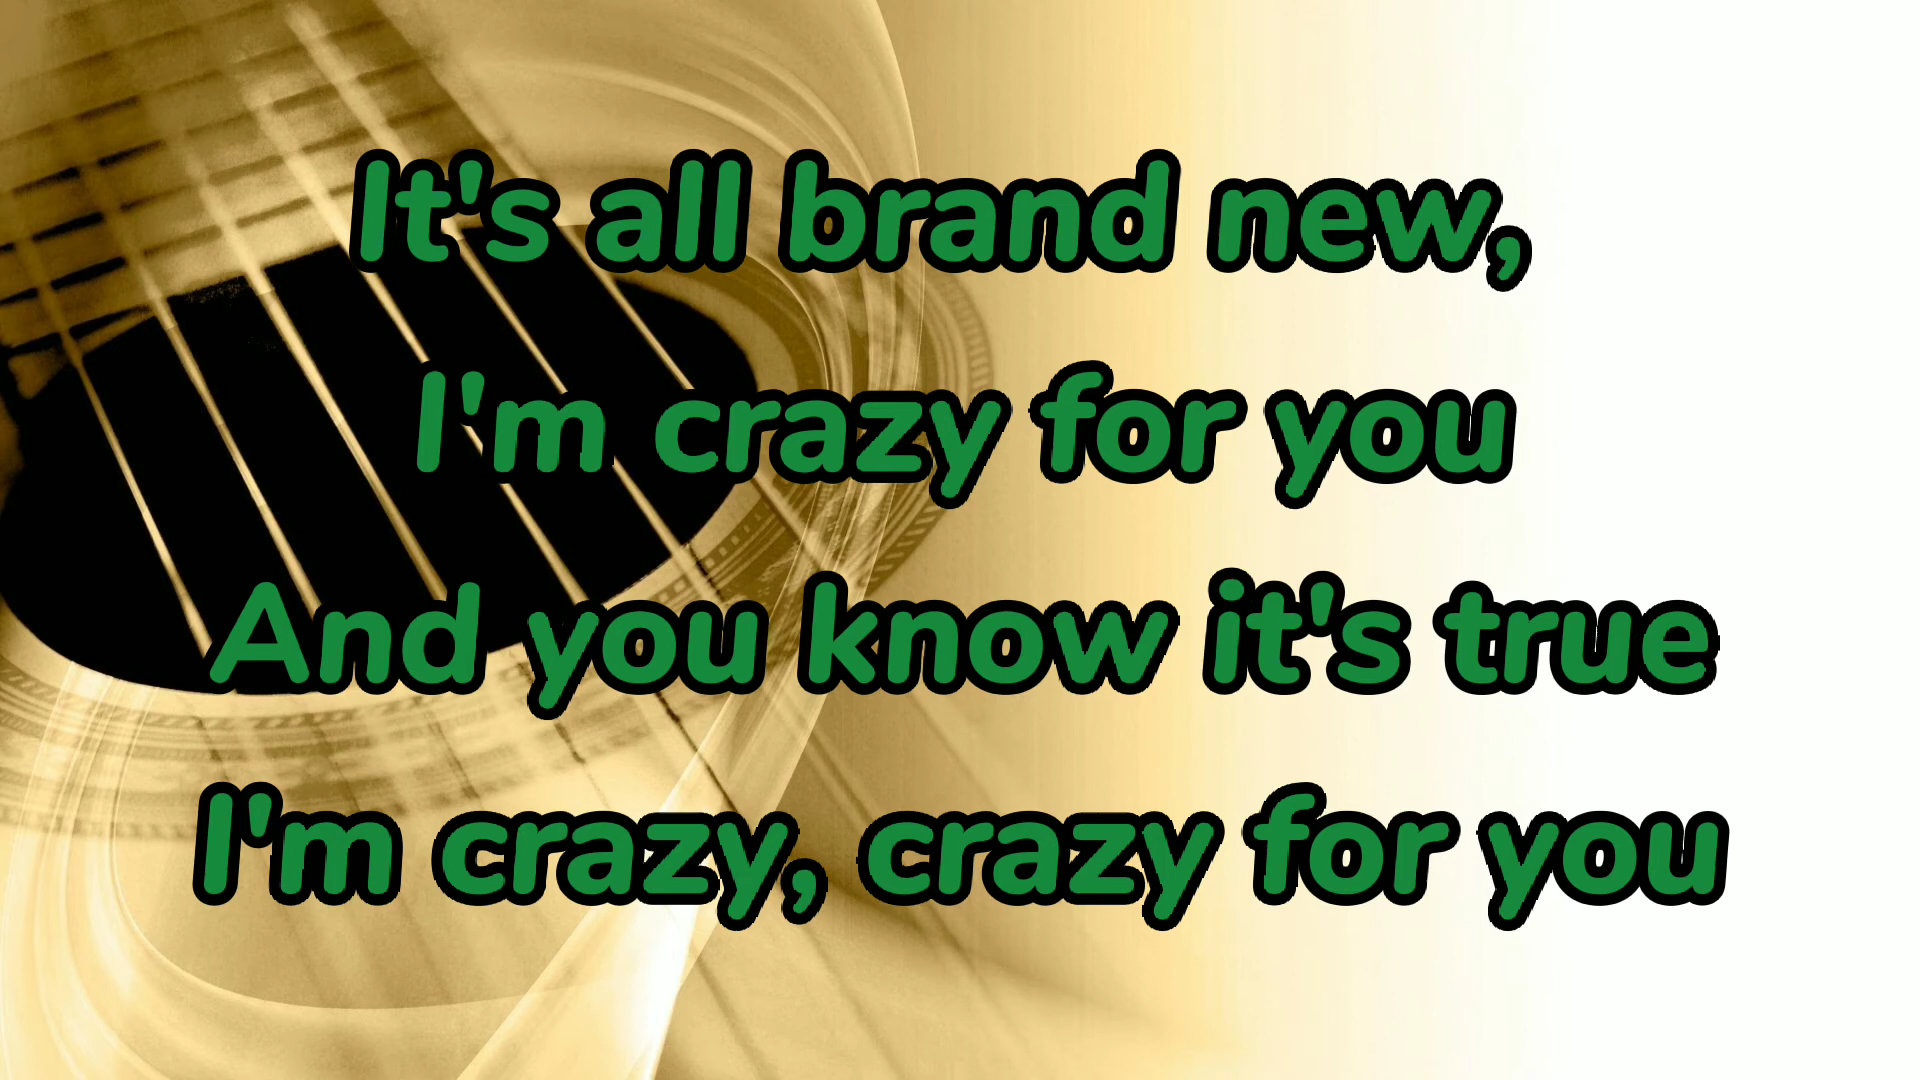 It's all brand new,
I'm crazy for you
And you know it's true
I'm crazy, crazy for you